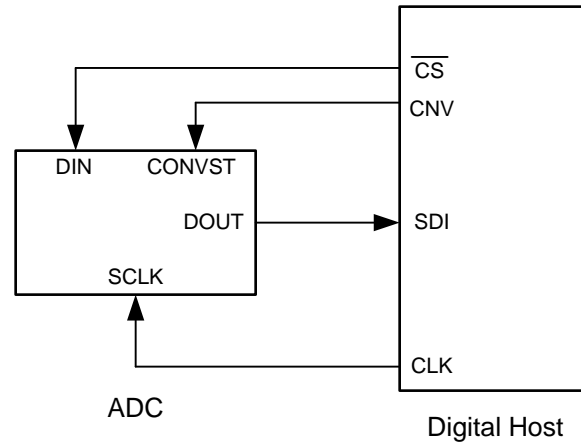 CS
CNV
DIN CONVST
DOUT
SDI
SCLK
CLK
ADC
Digital Host